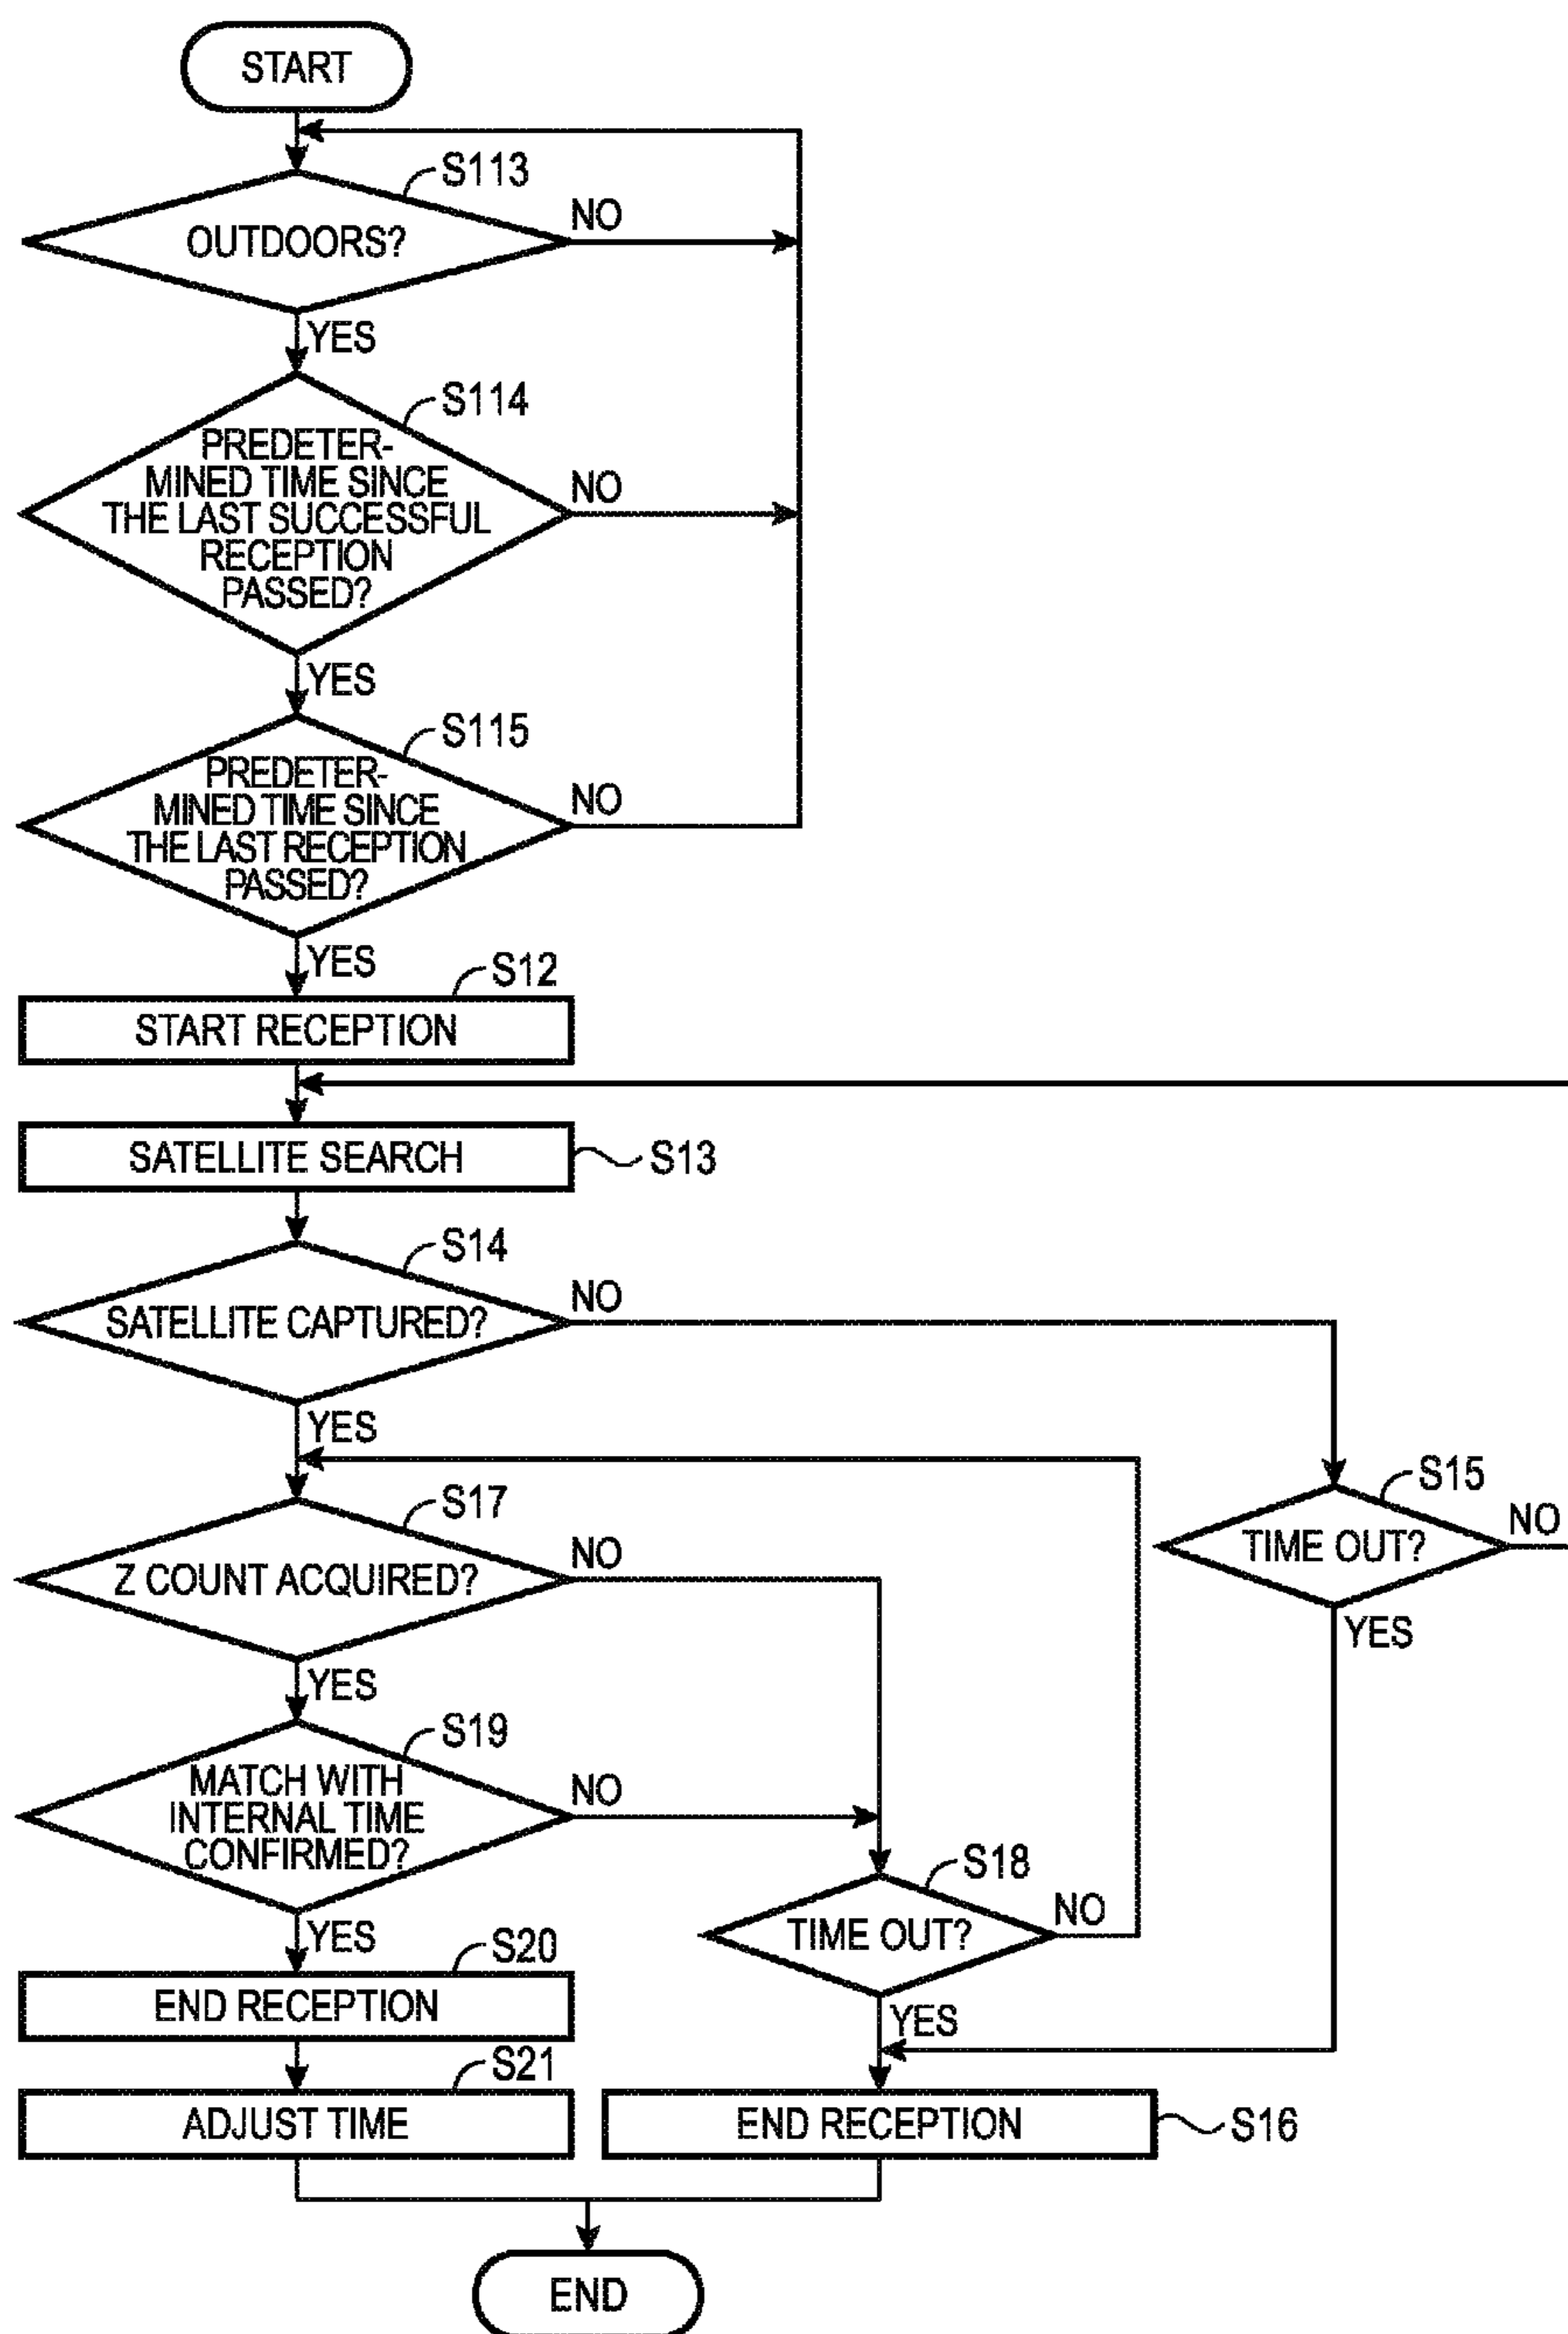 START
S113
OUTDOORS?
NO
YES
S114
PREDETER-
MINED TIME SINCE
THE LAST SUCCESSFUL
RECEPTION
PASSED?
NO
YES
S115
PREDETER-
MINED TIME SINCE
THE LAST RECEPTION
PASSED?
NO
YES
S12
START RECEPTION
SATELLITE SEARCH
S13
S14
SATELLITE CAPTURED?
NO
YES
S15
TIME OUT?
NO
YES
S17
Z COUNT ACQUIRED?
NO
YES
S19
MATCH WITH
INTERNAL TIME
CONFIRMED?
NO
YES
S18
TIME OUT?
NO
YES
S20
END RECEPTION
S21
ADJUST TIME
END RECEPTION
S16
END